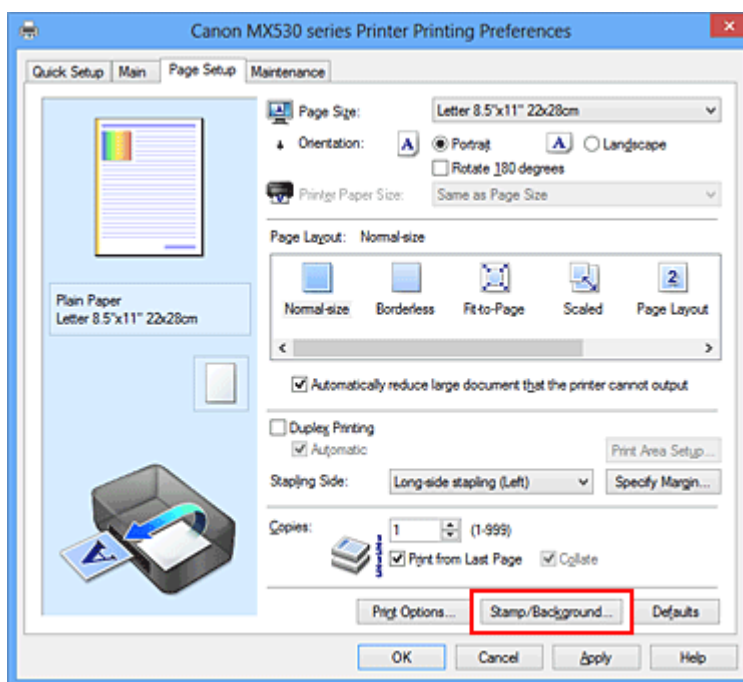 Canon MX530 series Printer Printing Preferences
Quick Setup Main Page Setup Maintenance
Page Size: Letter 8.5"x11" 22x28cm
Orientation: A Portrait A Landscape
Rotate 180 degrees
Printer Paper Size: Same as Page Size
Page Layout: Normal-size
2
Normal-size Borderless Fit-to-Page Scaled Page Layout
Plain Paper
Letter 8.5"x11" 22x28cm
Automatically reduce large document that the printer cannot output
Duplex Printing
Automatic Print Area Setup...
Stapling Side: Long-side stapling (Left) Specify Margin...
Copies: 1 (1-999)
Print from Last Page Collate
A
Print Options... Stamp/Background... Defaults
OK Cancel Apply Help